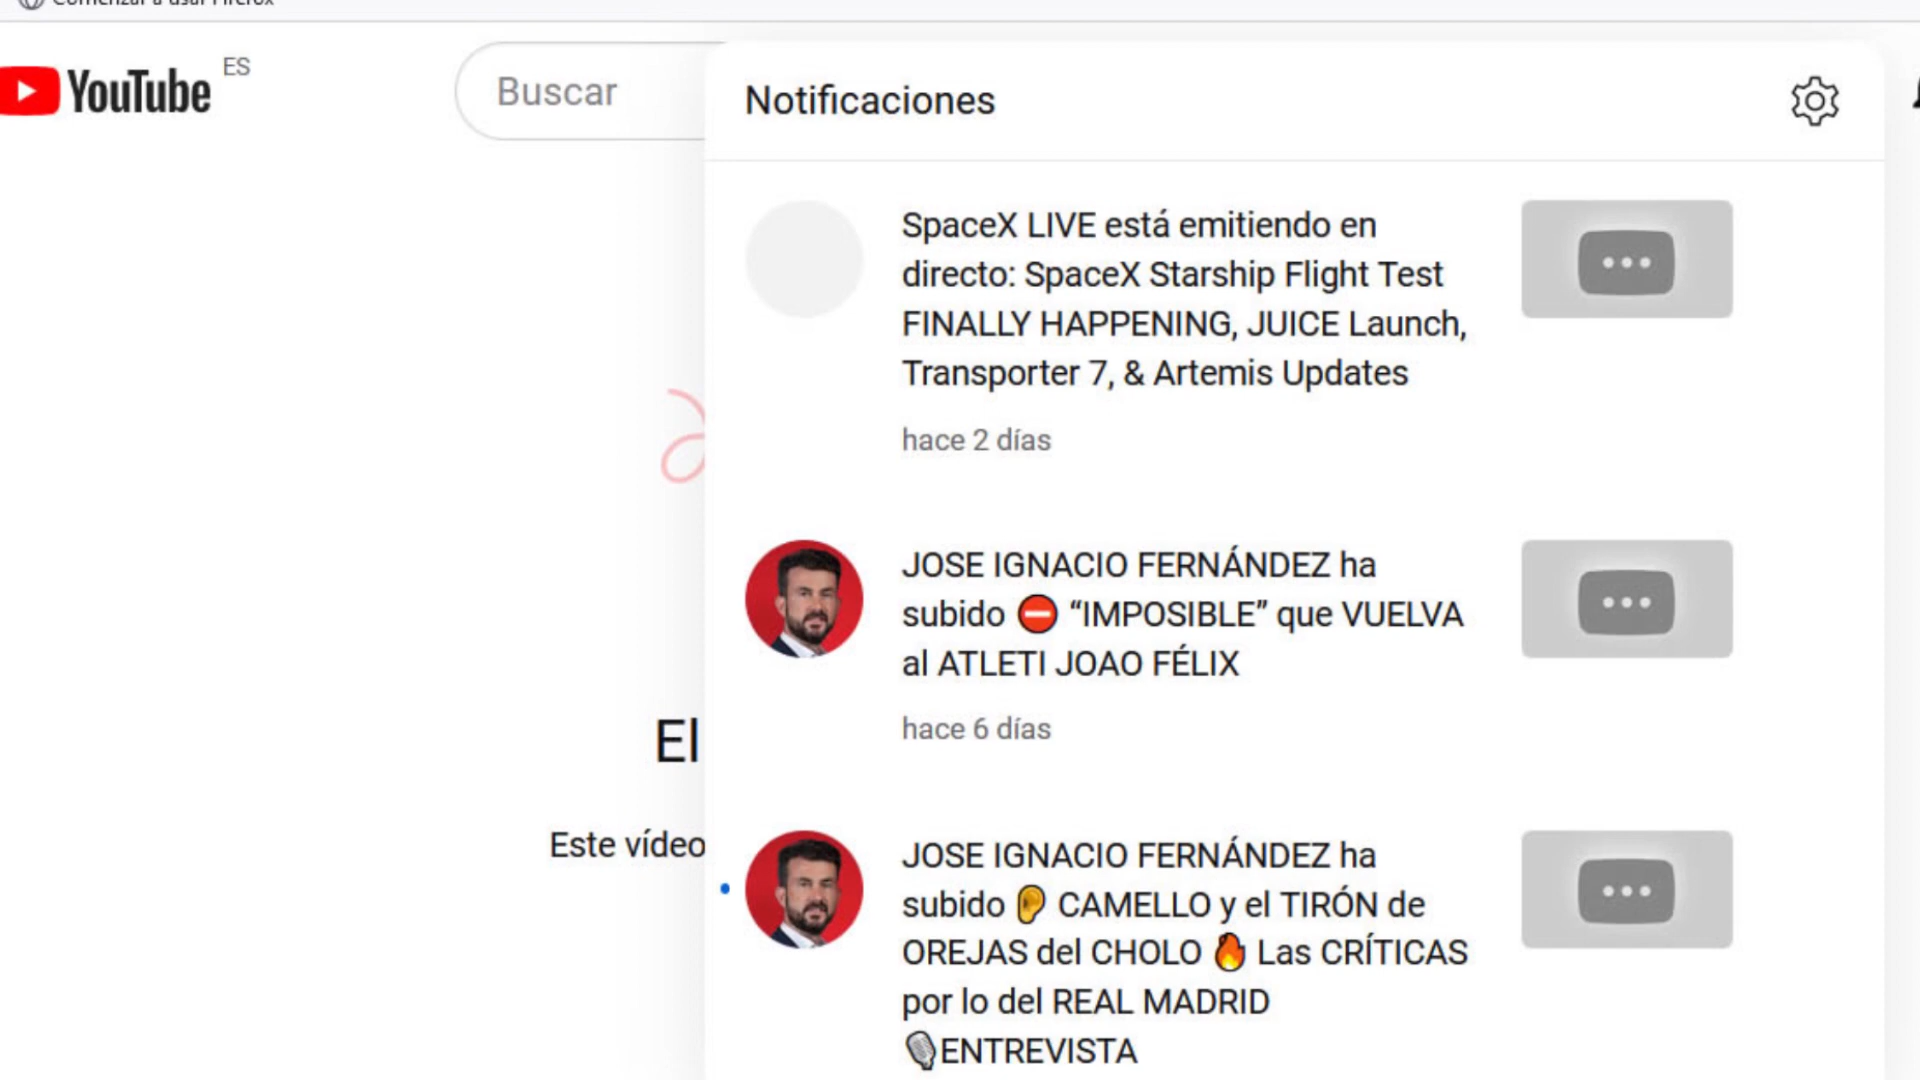 Comenzar a usar Firefox
YouTube ES
Buscar
Notificaciones
SpaceX LIVE está emitiendo en
directo: SpaceX Starship Flight Test
FINALLY HAPPENING, JUICE Launch,
Transporter 7, & Artemis Updates
hace 2 días
JOSE IGNACIO FERNÁNDEZ ha
subido ⛔ “IMPOSIBLE” que VUELVA
al ATLETI JOAO FÉLIX
hace 6 días
El
Este vídeo
JOSE IGNACIO FERNÁNDEZ ha
subido 👂 CAMELLO y el TIRÓN de
OREJAS del CHOLO 🔥 Las CRÍTICAS
por lo del REAL MADRID
🎙️ENTREVISTA